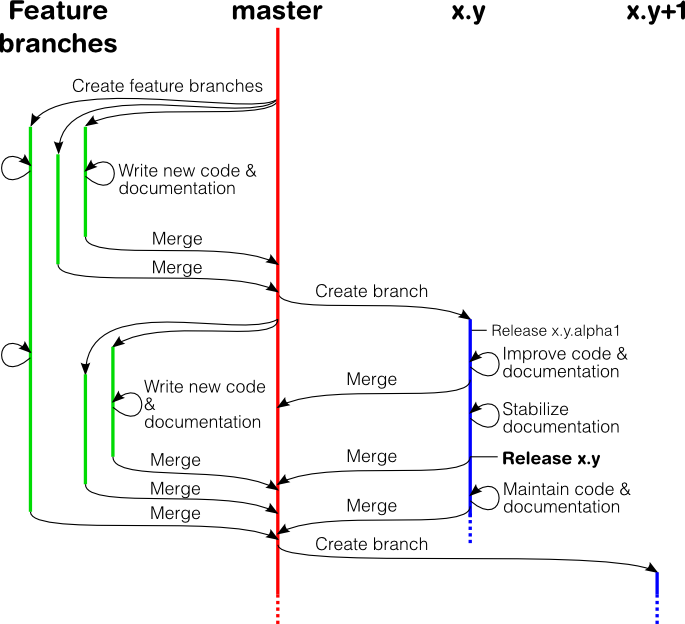 Feature
branches
master
x.y
x.y+1
Create feature branches
Write new code &
documentation
Merge
Merge
Create branch
Release x.y.alpha1
Improve code &
documentation
Merge
Write new code
&
documentation
Stabilize
documentation
Merge
Merge
Release x.y
Merge
Maintain code &
documentation
Merge
Merge
Create branch